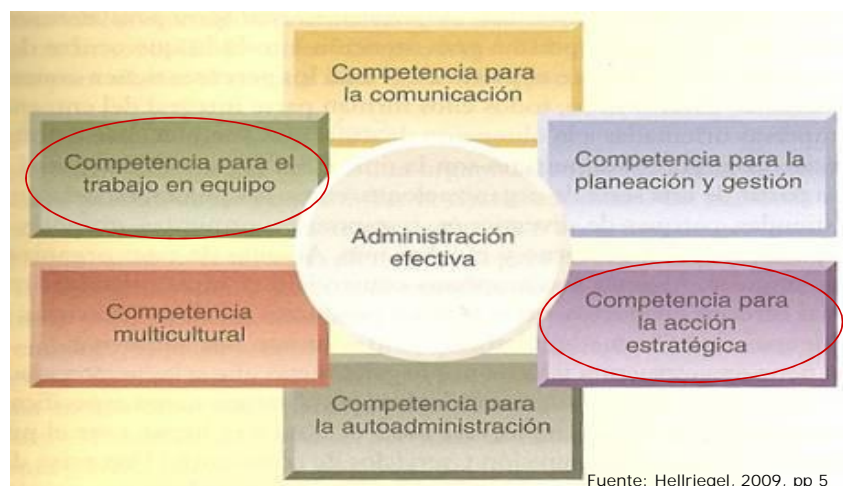 Competencia para
la comunicación
Competencia para el
trabajo en equipo
Competencia para la
planeación y gestión
Administración
efectiva
Competencia
multicultural
Competencia para
la acción
estratégica
Competencia para
la autoadministración
Fuente: Hellriegel, 2009, pp 5